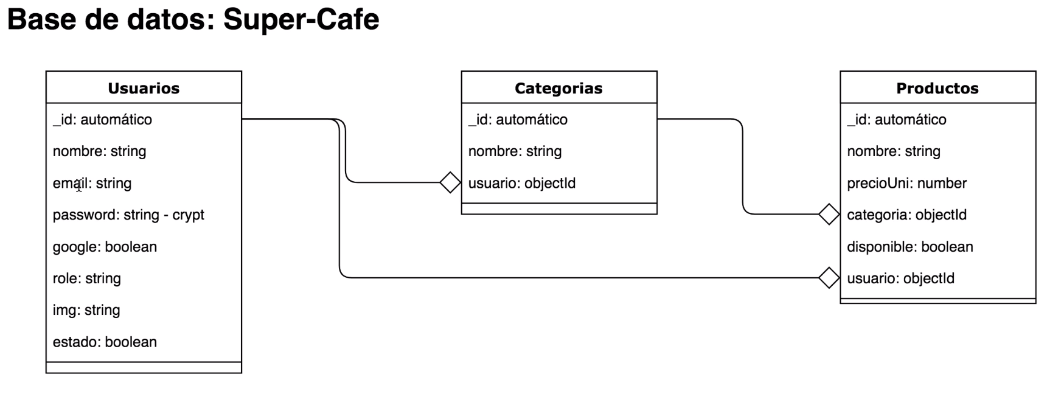 Base de datos: Super-Cafe
Usuarios
_id: automático
nombre: string
email: string
password: string - crypt
google: boolean
role: string
img: string
estado: boolean
Categorias
_id: automático
nombre: string
usuario: objectId
Productos
_id: automático
nombre: string
precioUni: number
categoria: objectId
disponible: boolean
usuario: objectId